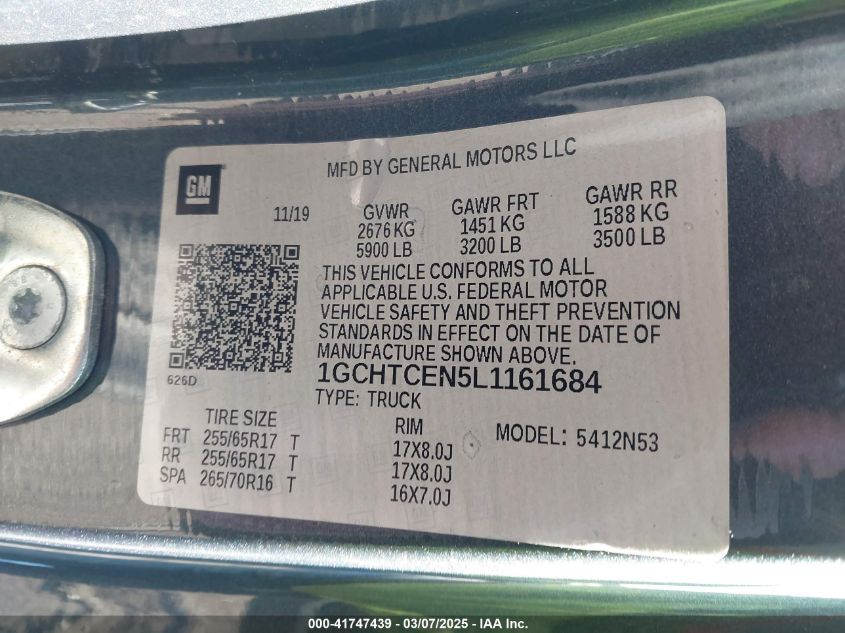 MFD BY GENERAL MOTORS LLC
GM
11/19 GVWR GAWR FRT GAWR RR
2676 KG 1451 KG 1588 KG
5900 LB 3200 LB 3500 LB
THIS VEHICLE CONFORMS TO ALL
APPLICABLE U.S. FEDERAL MOTOR
VEHICLE SAFETY AND THEFT PREVENTION
STANDARDS IN EFFECT ON THE DATE OF
MANUFACTURE SHOWN ABOVE.
626D
1GCHTCEN5L1161684
TYPE: TRUCK
TIRE SIZE RIM MODEL: 5412N53
FRT 255/65R17 T 17X8.0J
RR 255/65R17 T 17X8.0J
SPA 265/70R16 T 16X7.0J
000-41747439 - 03/07/2025 - IAA Inc.